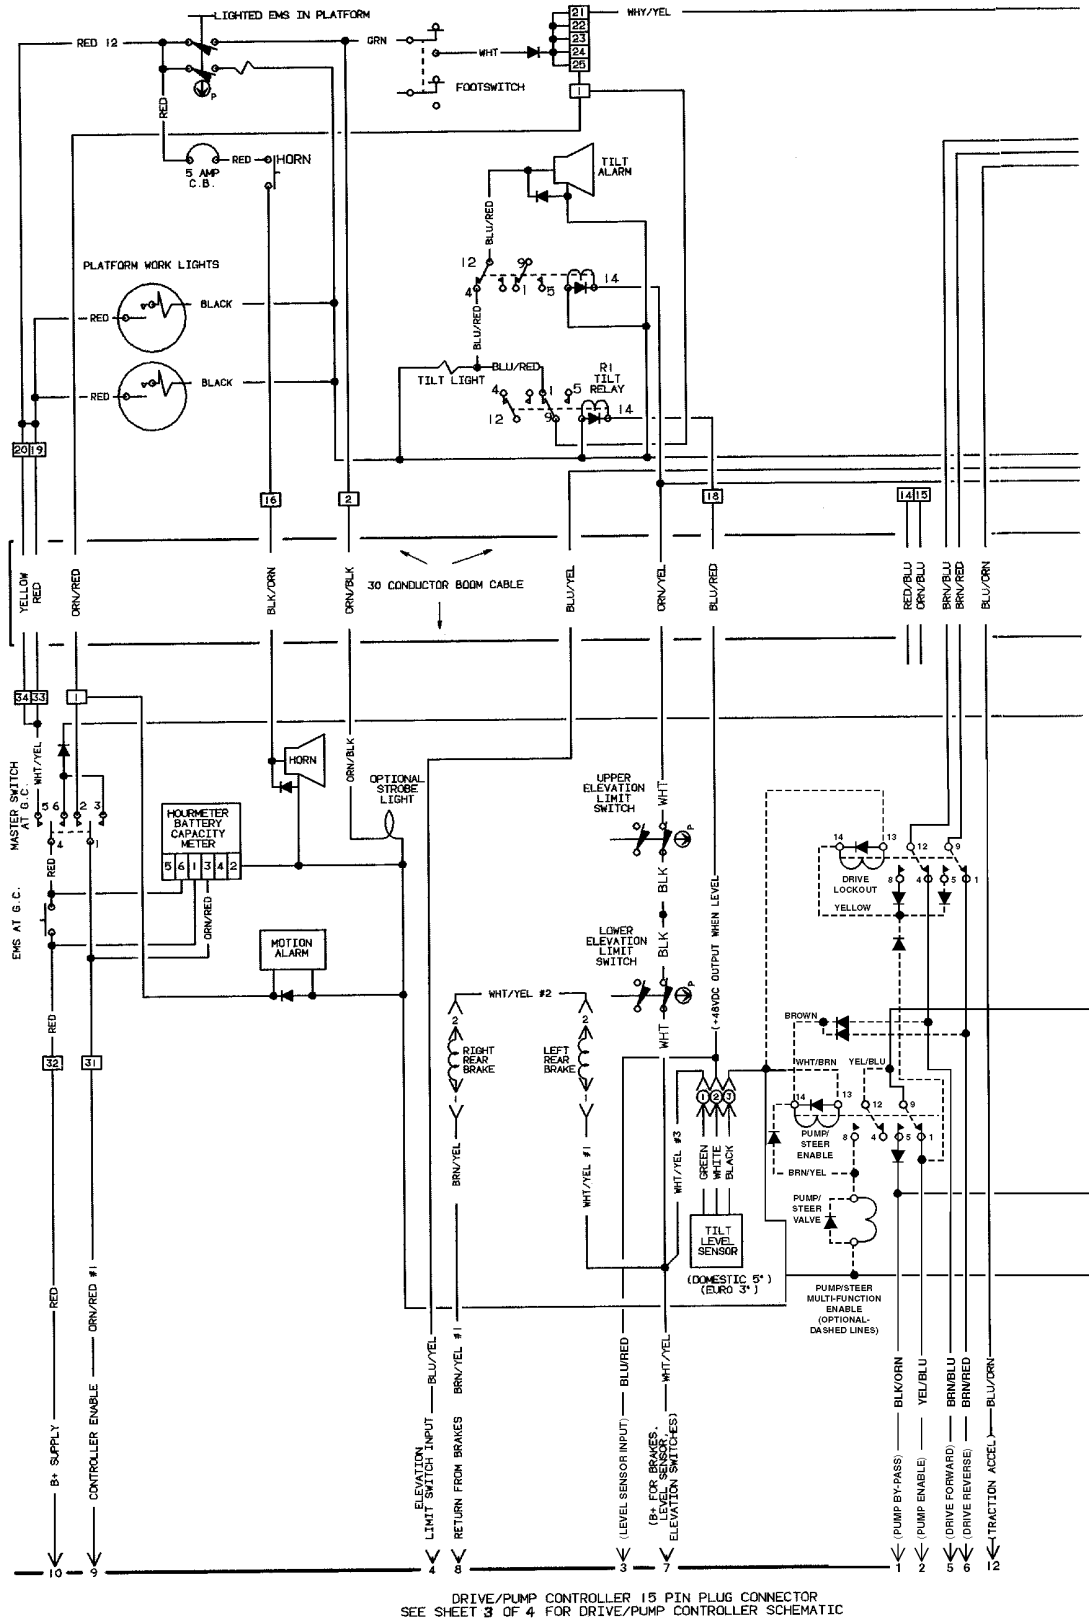 LIGHTED EMS IN PLATFORM
RED 12
GRN
WHT
WHY/YEL
21
22
23
24
25
1
FOOTSWITCH
P
RED
5 AMP
C.B.
RED
HORN
ORN/RED
TILT
ALARM
BLU/RED
12
9
4
1
5
14
BLU/RED
PLATFORM WORK LIGHTS
RED
BLACK
RED
BLACK
TILT LIGHT
BLU/RED
R1
TILT
RELAY
4
1
5
14
12
9
20
19
16
2
18
14
15
YELLOW
RED
BLK/ORN
ORN/BLK
30 CONDUCTOR BOOM CABLE
BLU/YEL
ORN/YEL
BLU/RED
RED/BLU
ORN/BLU
BRN/BLU
BRN/RED
BLU/ORN
34
33
1
WHT/YEL
MASTER SWITCH
AT G.C.
5
6
2
3
4
1
RED
EMS AT G.C.
HORN
ORN/BLK
OPTIONAL
STROBE
LIGHT
HOURMETER
BATTERY
CAPACITY
METER
5
6
1
3
4
2
ORN/RED
MOTION
ALARM
RED
32
31
UPPER
ELEVATION
LIMIT
SWITCH
WHT
P
BLK
BLK
LOWER
ELEVATION
LIMIT
SWITCH
P
WHT
(+48VDC OUTPUT WHEN LEVEL)
WHT/YEL #2
2
RIGHT
REAR
BRAKE
2
LEFT
REAR
BRAKE
BRN/YEL
WHT/YEL #1
WHT/YEL #3
1
2
3
GREEN
WHITE
BLACK
TILT
LEVEL
SENSOR
(DOMESTIC 5°)
(EURO 3°)
14
13
12
9
DRIVE
LOCKOUT
8
4
5
1
YELLOW
BROWN
WHT/BRN
YEL/BLU
14
13
12
9
PUMP/
STEER
ENABLE
8
4
5
1
BRN/YEL
PUMP/
STEER
VALVE
PUMP/STEER
MULTI-FUNCTION
ENABLE
(OPTIONAL-
DASHED LINES)
RED
B+ SUPPLY
ORN/RED #1
CONTROLLER ENABLE
BLU/YEL
ELEVATION
LIMIT SWITCH INPUT
BRN/YEL #1
RETURN FROM BRAKES
BLU/RED
(LEVEL SENSOR INPUT)
WHT/YEL
(B+ FOR BRAKES,
LEVEL SENSOR,
ELEVATION SWITCHES)
BLK/ORN
(PUMP BY-PASS)
YEL/BLU
(PUMP ENABLE)
BRN/BLU
(DRIVE FORWARD)
BRN/RED
(DRIVE REVERSE)
BLU/ORN
(TRACTION ACCEL)
10
9
4
8
3
7
1
2
5
6
12
DRIVE/PUMP CONTROLLER 15 PIN PLUG CONNECTOR
SEE SHEET 3 OF 4 FOR DRIVE/PUMP CONTROLLER SCHEMATIC